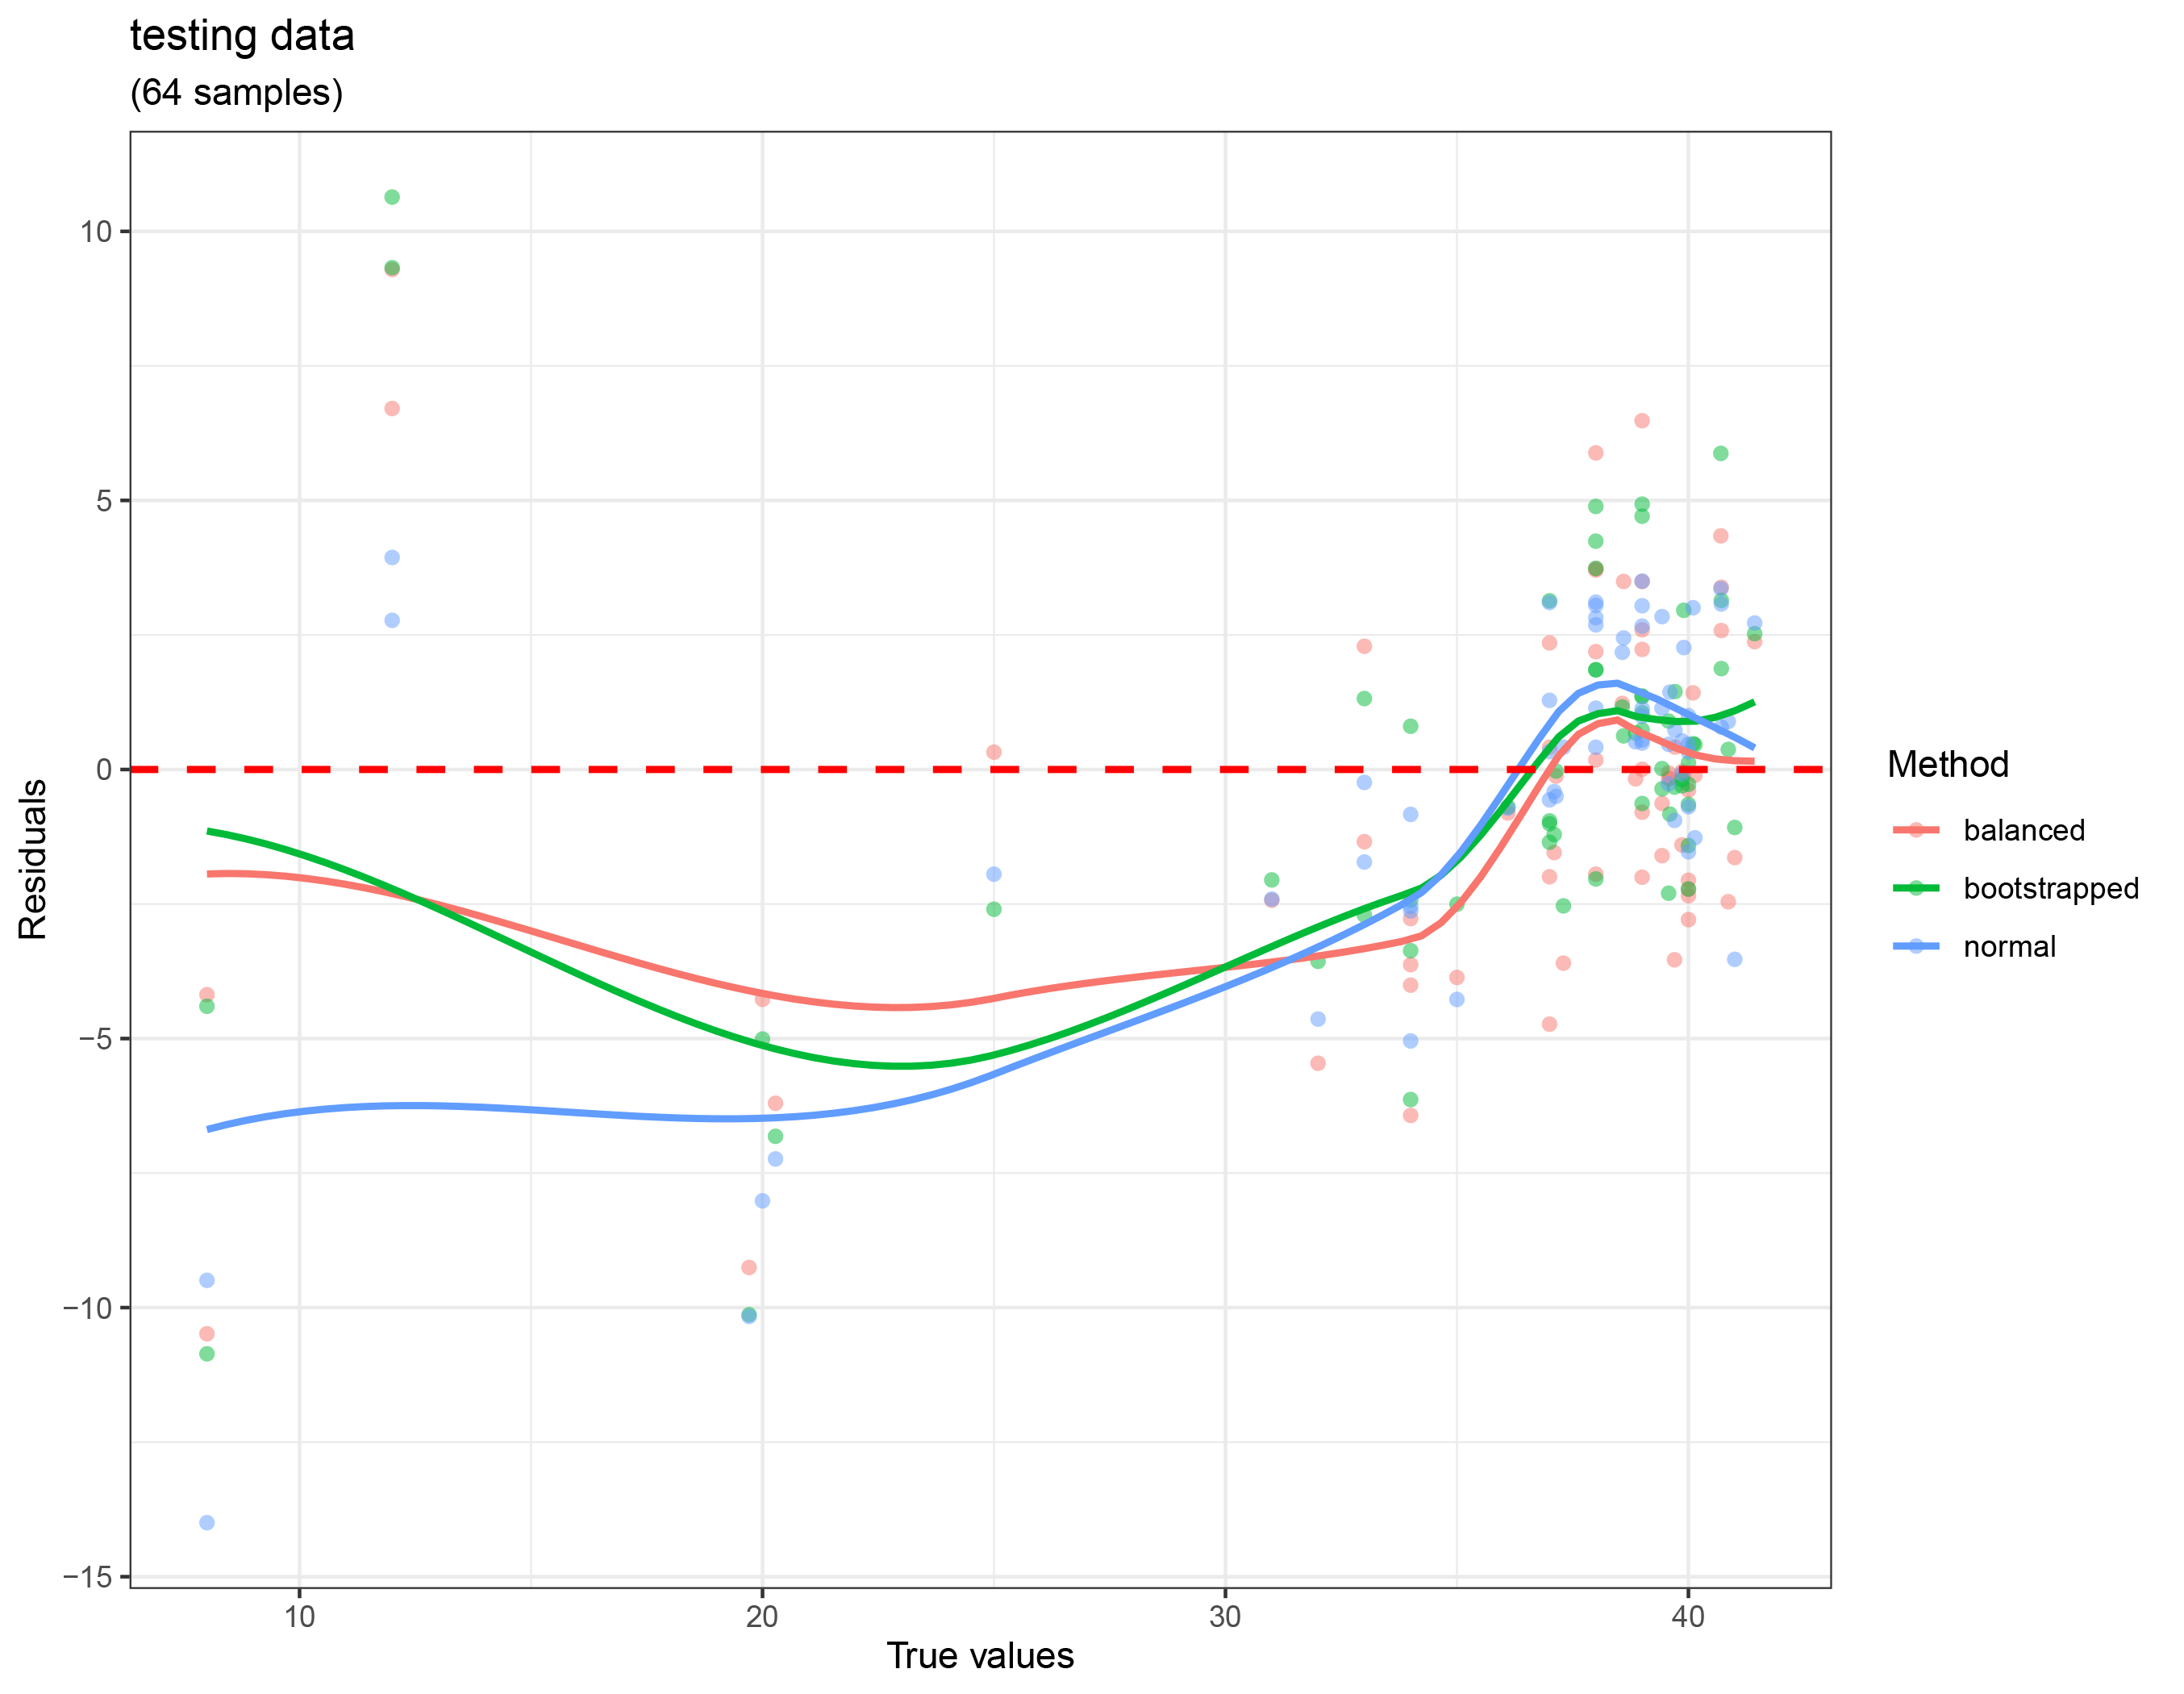 testing data
(64 samples)
10
5
0
−5
−10
−15
Residuals
10
20
30
40
True values
Method
balanced
bootstrapped
normal